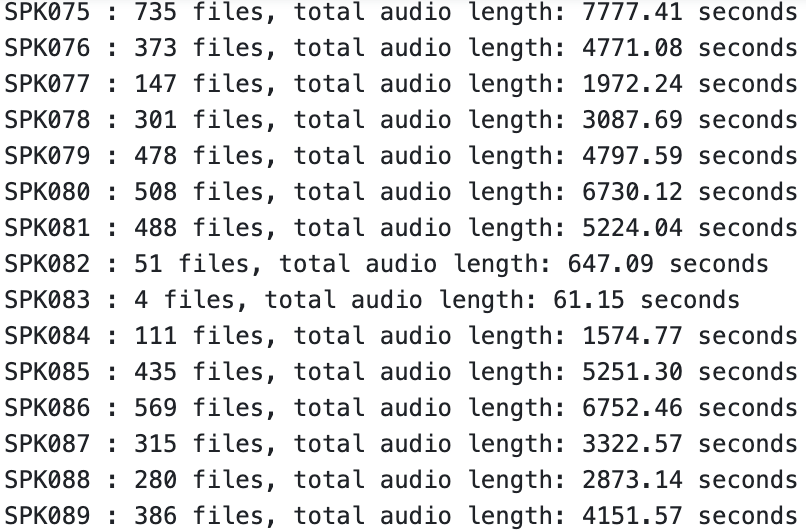 SPK075 : 735 files, total audio length: 7777.41 seconds
SPK076 : 373 files, total audio length: 4771.08 seconds
SPK077 : 147 files, total audio length: 1972.24 seconds
SPK078 : 301 files, total audio length: 3087.69 seconds
SPK079 : 478 files, total audio length: 4797.59 seconds
SPK080 : 508 files, total audio length: 6730.12 seconds
SPK081 : 488 files, total audio length: 5224.04 seconds
SPK082 : 51 files, total audio length: 647.09 seconds
SPK083 : 4 files, total audio length: 61.15 seconds
SPK084 : 111 files, total audio length: 1574.77 seconds
SPK085 : 435 files, total audio length: 5251.30 seconds
SPK086 : 569 files, total audio length: 6752.46 seconds
SPK087 : 315 files, total audio length: 3322.57 seconds
SPK088 : 280 files, total audio length: 2873.14 seconds
SPK089 : 386 files, total audio length: 4151.57 seconds